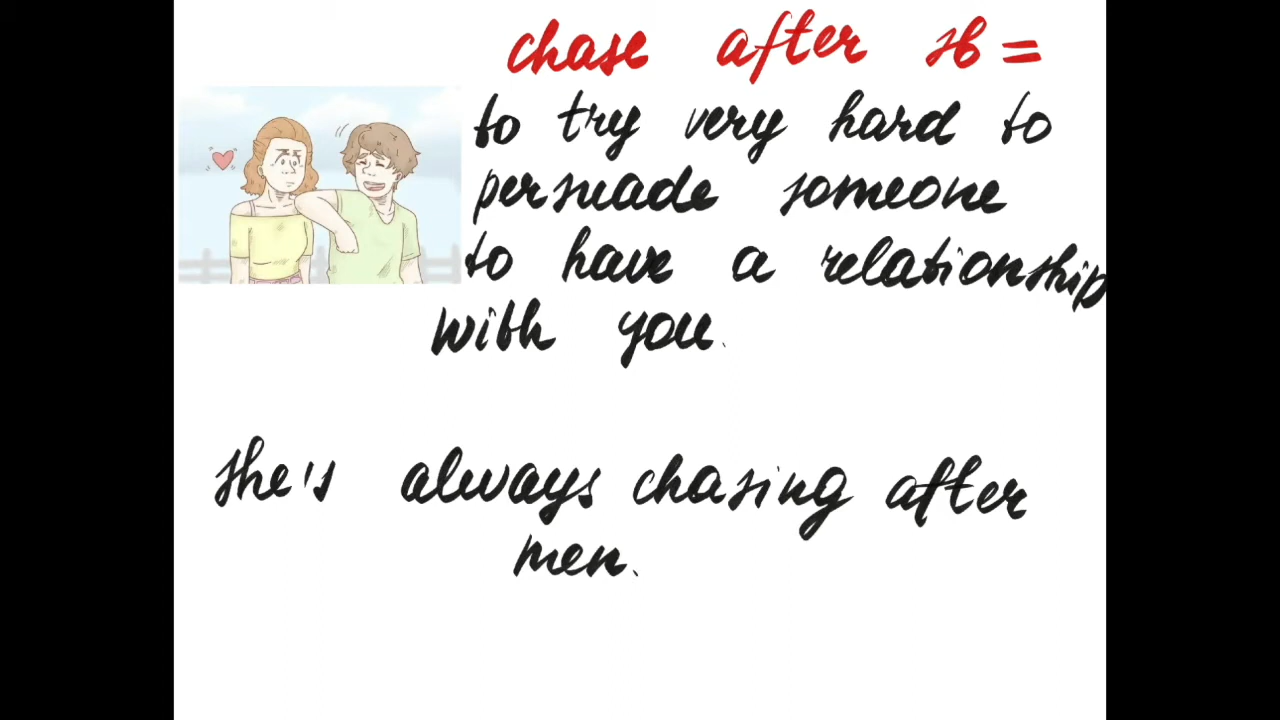 chase after sb =
to try very hard to
persuade someone
to have a relationship
with you.
she's always chasing after
men.